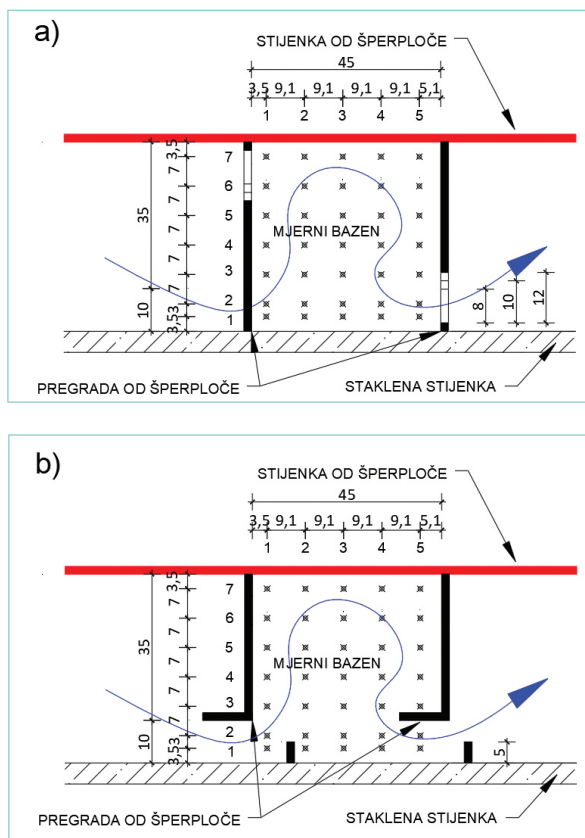 a)
STIJENKA OD ŠPERPLOČE
45
3,5 9,1 9,1 9,1 9,1 5,1
1 2 3 4 5
3,5
7
7
7
7
7
3,53
35
10
7
6
5
4
3
2
1
MJERNI BAZEN
8
10
12
PREGRADA OD ŠPERPLOČE
STAKLENA STIJENKA
b)
STIJENKA OD ŠPERPLOČE
45
3,5 9,1 9,1 9,1 9,1 5,1
1 2 3 4 5
3,5
7
7
7
7
7
3,53
35
10
7
6
5
4
3
2
1
MJERNI BAZEN
5
PREGRADA OD ŠPERPLOČE
STAKLENA STIJENKA